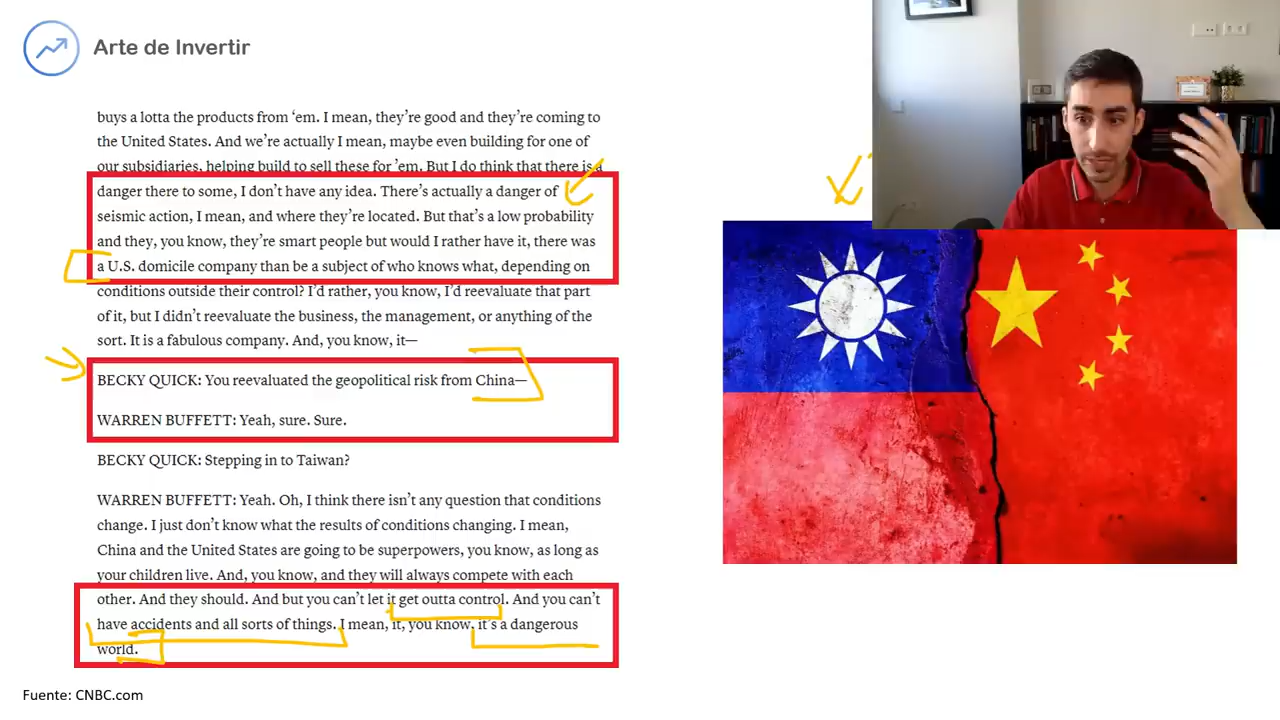 Arte de Invertir
buys a lotta the products from ‘em. I mean, they’re good and they’re coming to
the United States. And we’re actually I mean, maybe even building for one of
our subsidiaries, helping build to sell these for ’em. But I do think that there is a
danger there to some, I don’t have any idea. There’s actually a danger of
seismic action, I mean, and where they’re located. But that’s a low probability
and they, you know, they’re smart people but would I rather have it, there was
a U.S. domicile company than be a subject of who knows what, depending on
conditions outside their control? I’d rather, you know, I’d reevaluate that part
of it, but I didn’t reevaluate the business, the management, or anything of the
sort. It is a fabulous company. And, you know, it—
BECKY QUICK: You reevaluated the geopolitical risk from China—
WARREN BUFFETT: Yeah, sure. Sure.
BECKY QUICK: Stepping in to Taiwan?
WARREN BUFFETT: Yeah. Oh, I think there isn’t any question that conditions
change. I just don’t know what the results of conditions changing. I mean,
China and the United States are going to be superpowers, you know, as long as
your children live. And, you know, and they will always compete with each
other. And they should. And but you can’t let it get outta control. And you can’t
have accidents and all sorts of things. I mean, it, you know, it’s a dangerous
world.
Fuente: CNBC.com